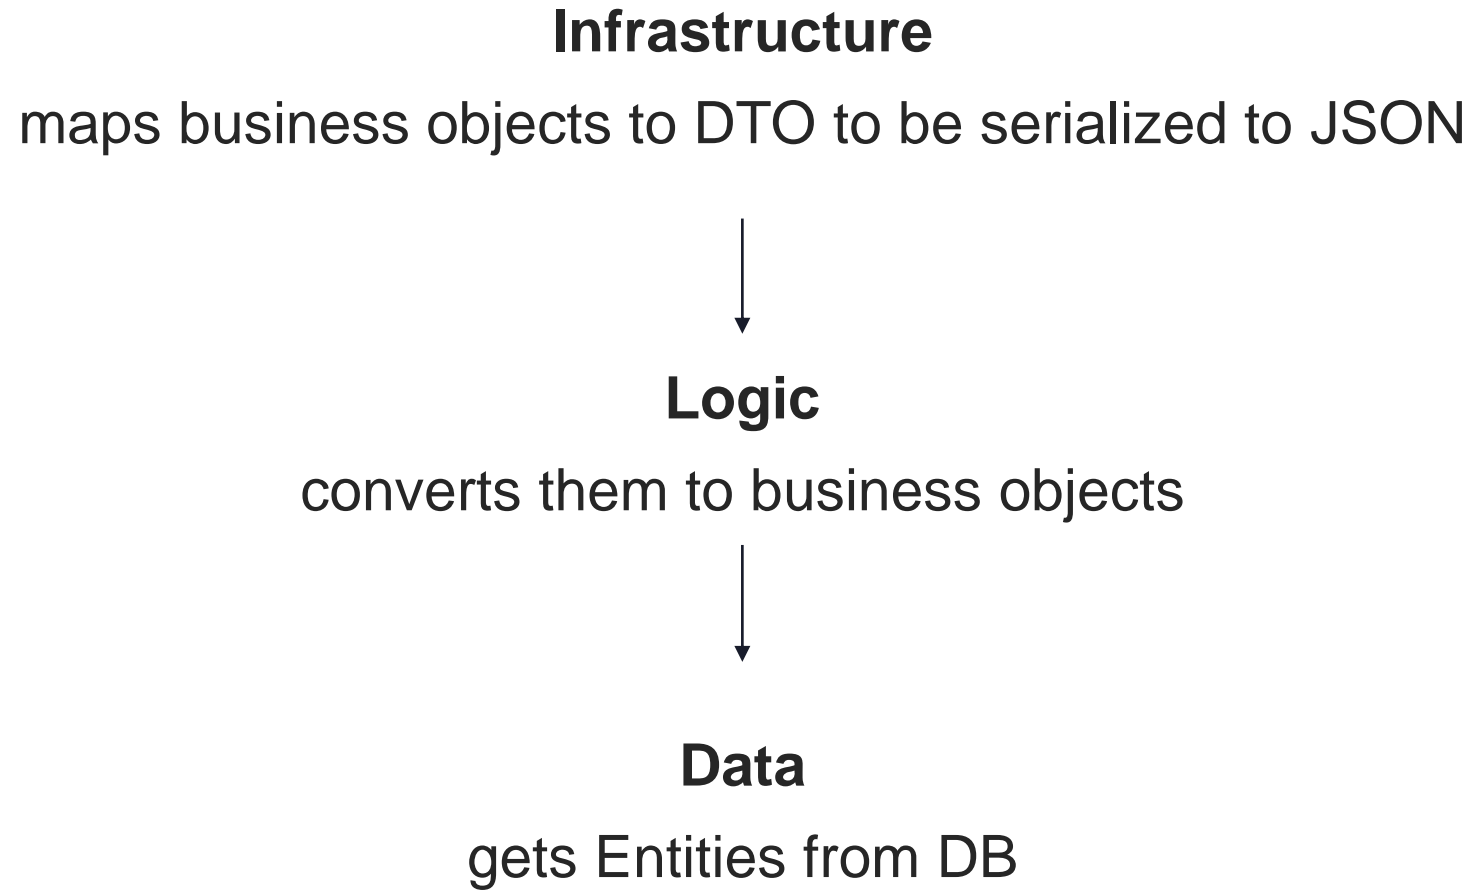 Infrastructure
maps business objects to DTO to be serialized to JSON
Logic
converts them to business objects
Data
gets Entities from DB